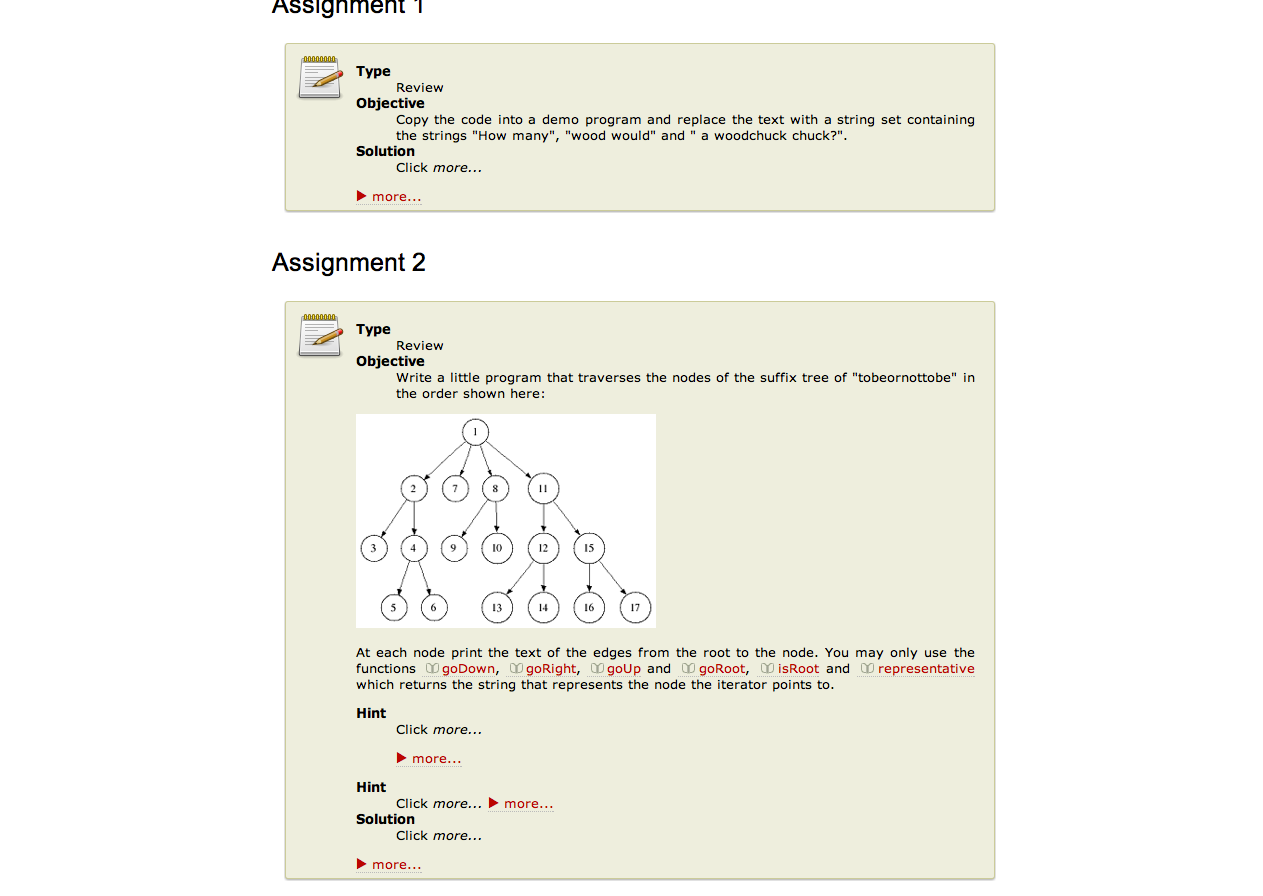 Assignment 1
Type
Review
Objective
Copy the code into a demo program and replace the text with a string set containing
the strings "How many", "wood would" and " a woodchuck chuck?".
Solution
Click more...
more...
Assignment 2
Type
Review
Objective
Write a little program that traverses the nodes of the suffix tree of "tobeornottobe" in
the order shown here:
1
2 7 8 11
3 4 9 10 12 15
5 6 13 14 16 17
At each node print the text of the edges from the root to the node. You may only use the
functions goDown, goRight, goUp and goRoot, isRoot and representative
which returns the string that represents the node the iterator points to.
Hint
Click more...
more...
Hint
Click more... more...
Solution
Click more...
more...